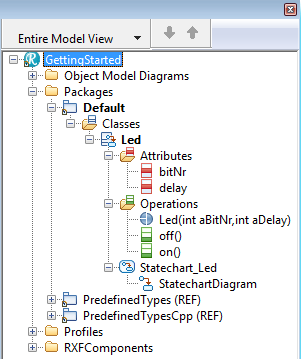 Entire Model View
GettingStarted
Object Model Diagrams
Packages
Default
Classes
Led
Attributes
bitNr
delay
Operations
Led(int aBitNr,int aDelay)
off()
on()
Statechart_Led
StatechartDiagram
PredefinedTypes (REF)
PredefinedTypesCpp (REF)
Profiles
RXFComponents